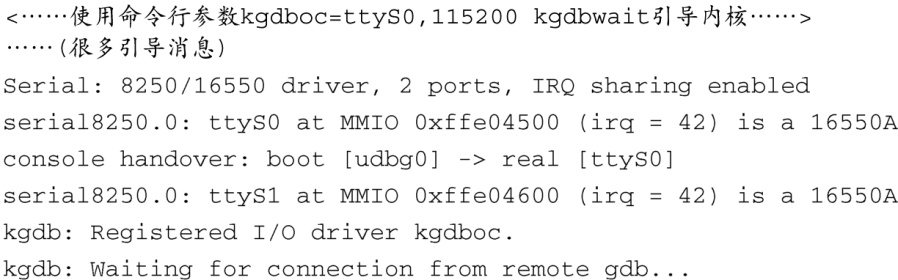 <……使用命令行参数kgdboc=ttyS0,115200 kgdbwait引导内核……>
……(很多引导消息)
Serial: 8250/16550 driver, 2 ports, IRQ sharing enabled
serial8250.0: ttyS0 at MMIO 0xffe04500 (irq = 42) is a 16550A
console handover: boot [udbg0] -> real [ttyS0]
serial8250.0: ttyS1 at MMIO 0xffe04600 (irq = 42) is a 16550A
kgdb: Registered I/O driver kgdboc.
kgdb: Waiting for connection from remote gdb...